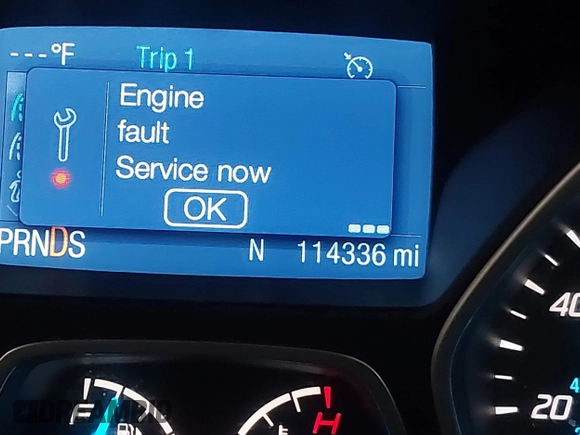 ---°F Trip 1
Engine
fault
Service now
OK
PRNDS N 114336 mi
H
40
20